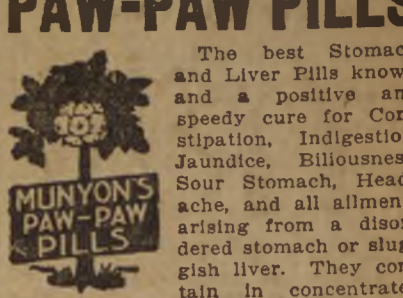 PAW-PAW PILLS
The best Stomac
and Liver Pills know
and a positive an
speedy cure for Con
stipation, Indigestio
Jaundice, Biliousnes
Sour Stomach, Head
ache, and all ailmen
arising from a disor
dered stomach or slug
gish liver. They con
tain in concentrate
MUNYON'S
PAW-PAW
PILLS